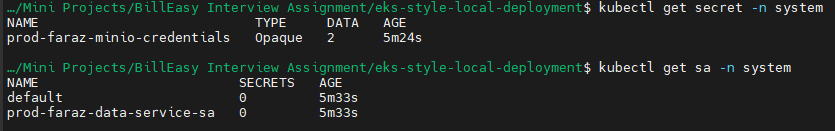 …/Mini Projects/BillEasy Interview Assignment/eks-style-local-deployment$ kubectl get secret -n system
NAME TYPE DATA AGE
prod-faraz-minio-credentials Opaque 2 5m24s
…/Mini Projects/BillEasy Interview Assignment/eks-style-local-deployment$ kubectl get sa -n system
NAME SECRETS AGE
default 0 5m33s
prod-faraz-data-service-sa 0 5m33s